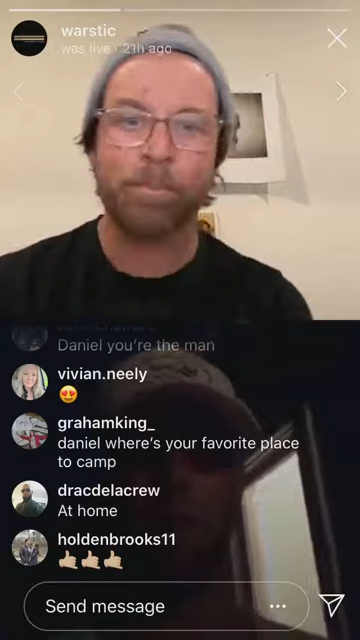 warstic
was live · 21h ago
Daniel you're the man
vivian.neely
😍
grahamking_
daniel where's your favorite place
to camp
dracdelacrew
At home
holdenbrooks11
🤙🏼🤙🏼🤙🏼
Send message